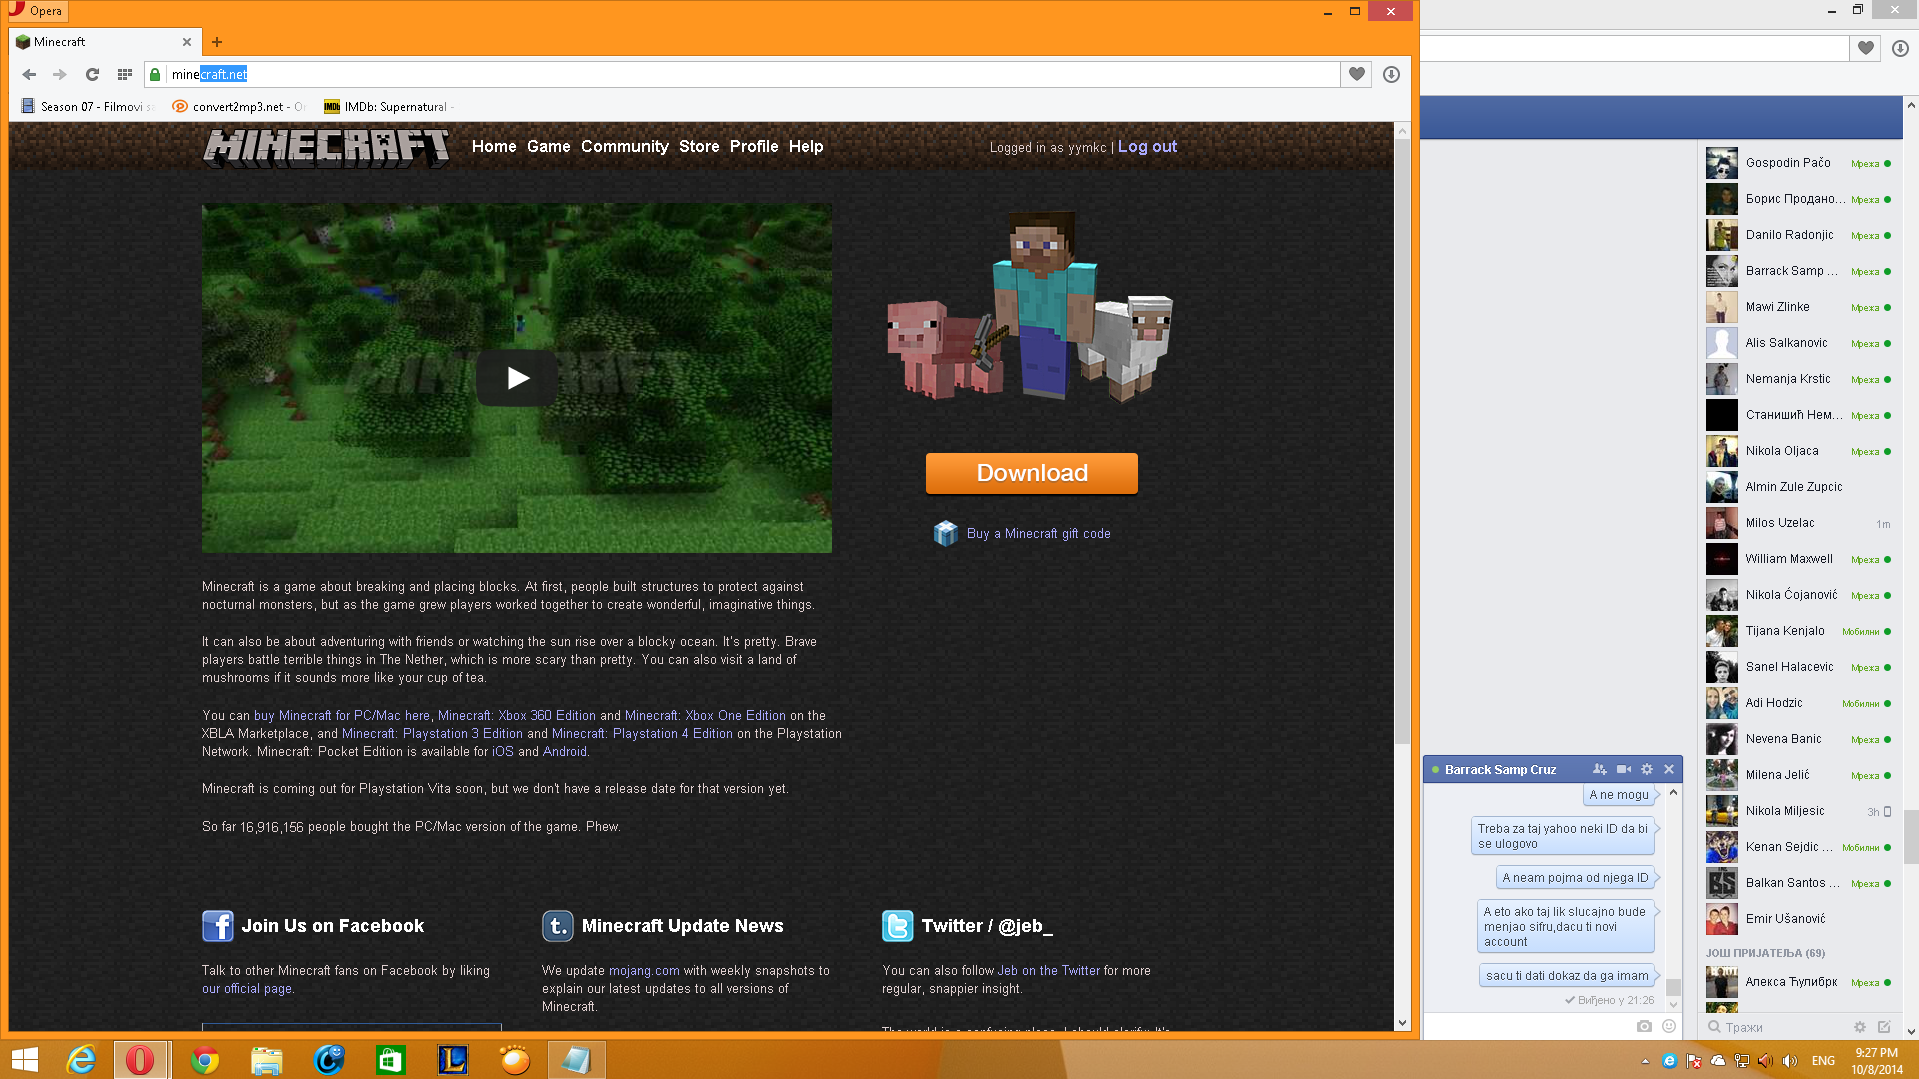 Opera
Minecraft
minecraft.net
Season 07 - Filmovi sa
convert2mp3.net - On
IMDb: Supernatural -
MINECRAFT
Home Game Community Store Profile Help
Logged in as yymkc | Log out
Download
Buy a Minecraft gift code
Minecraft is a game about breaking and placing blocks. At first, people built structures to protect against
nocturnal monsters, but as the game grew players worked together to create wonderful, imaginative things.
It can also be about adventuring with friends or watching the sun rise over a blocky ocean. It's pretty. Brave
players battle terrible things in The Nether, which is more scary than pretty. You can also visit a land of
mushrooms if it sounds more like your cup of tea.
You can buy Minecraft for PC/Mac here, Minecraft: Xbox 360 Edition and Minecraft: Xbox One Edition on the
XBLA Marketplace, and Minecraft: Playstation 3 Edition and Minecraft: Playstation 4 Edition on the Playstation
Network. Minecraft: Pocket Edition is available for iOS and Android.
Minecraft is coming out for Playstation Vita soon, but we don't have a release date for that version yet.
So far 16,916,156 people bought the PC/Mac version of the game. Phew.
Join Us on Facebook
Talk to other Minecraft fans on Facebook by liking
our official page.
Minecraft Update News
We update mojang.com with weekly snapshots to
explain our latest updates to all versions of
Minecraft.
Twitter / @jeb_
You can also follow Jeb on the Twitter for more
regular, snappier insight.
The world is a confusing place. I should clarify. It's
Gospodin Pačo Мрежа
Борис Продано... Мрежа
Danilo Radonjic Мрежа
Barrack Samp ... Мрежа
Mawi Zlinke Мрежа
Alis Salkanovic Мрежа
Nemanja Krstic Мрежа
Станишић Нем... Мрежа
Nikola Oljaca Мрежа
Almin Zule Zupcic
Milos Uzelac 1m
William Maxwell Мрежа
Nikola Ćojanović Мрежа
Tijana Kenjalo Мобилни
Sanel Halacevic Мрежа
Adi Hodzic Мобилни
Nevena Banic Мрежа
Milena Jelić Мрежа
Nikola Miljesic 3h
Kenan Sejdic ... Мобилни
Balkan Santos ... Мрежа
Emir Ušanović
ЈОШ ПРИЈАТЕЉА (69)
Алекса Ћулибрк Мрежа
Тражи
Barrack Samp Cruz
A ne mogu
Treba za taj yahoo neki ID da bi
se ulogovo
A neam pojma od njega ID
A eto ako taj lik slucajno bude
menjao sifru,dacu ti novi
account
sacu ti dati dokaz da ga imam
Виђено у 21:26
ENG
9:27 PM
10/8/2014